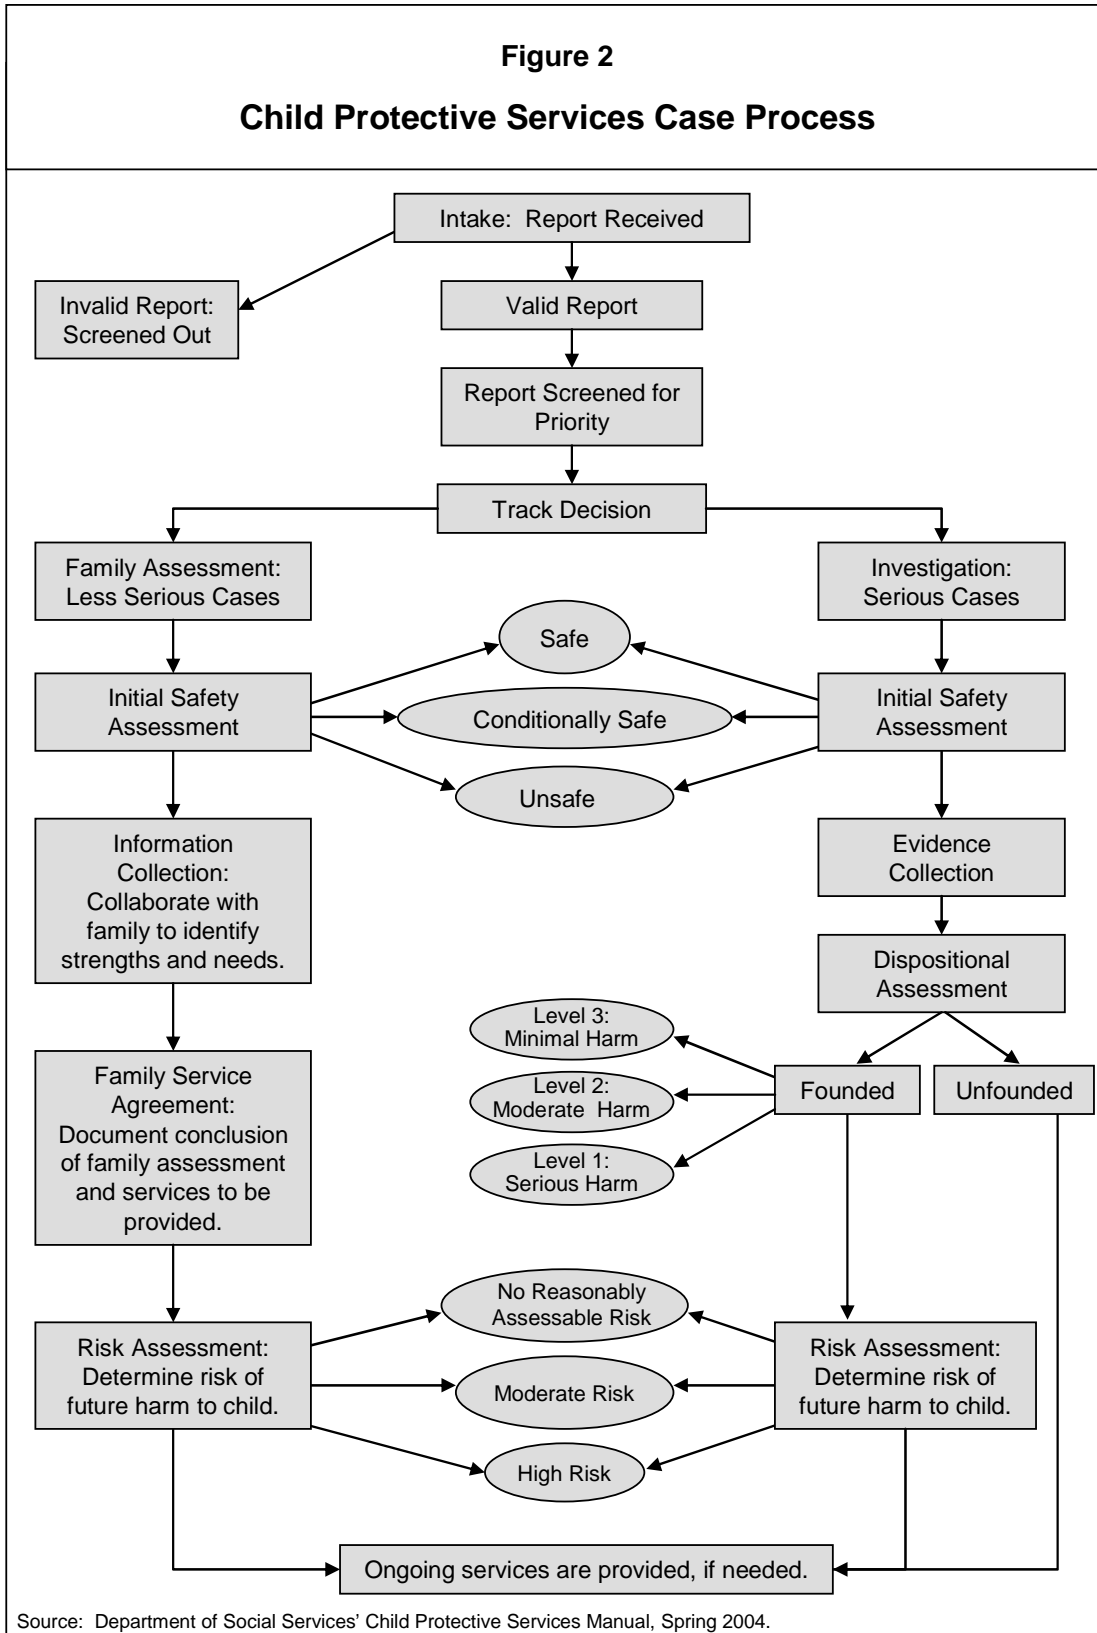 Figure 2
Child Protective Services Case Process
Intake: Report Received
Invalid Report:
Screened Out
Valid Report
Report Screened for
Priority
Track Decision
Family Assessment:
Less Serious Cases
Investigation:
Serious Cases
Safe
Initial Safety
Assessment
Conditionally Safe
Initial Safety
Assessment
Unsafe
Information
Collection:
Collaborate with
family to identify
strengths and needs.
Evidence
Collection
Dispositional
Assessment
Level 3:
Minimal Harm
Family Service
Agreement:
Document conclusion
of family assessment
and services to be
provided.
Level 2:
Moderate Harm
Founded
Unfounded
Level 1:
Serious Harm
No Reasonably
Assessable Risk
Risk Assessment:
Determine risk of
future harm to child.
Moderate Risk
Risk Assessment:
Determine risk of
future harm to child.
High Risk
Ongoing services are provided, if needed.
Source: Department of Social Services' Child Protective Services Manual, Spring 2004.